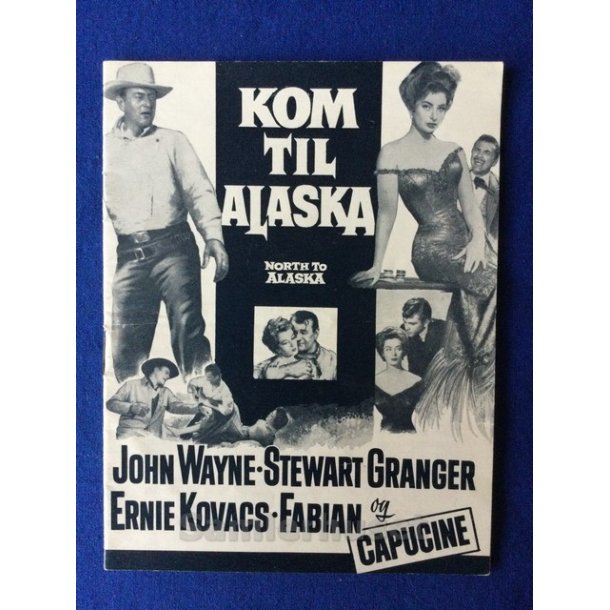 KOM
TIL
ALASKA
NORTH TO
ALASKA
JOHN WAYNE · STEWART GRANGER
ERNIE KOVACS · FABIAN og
CAPUCINE